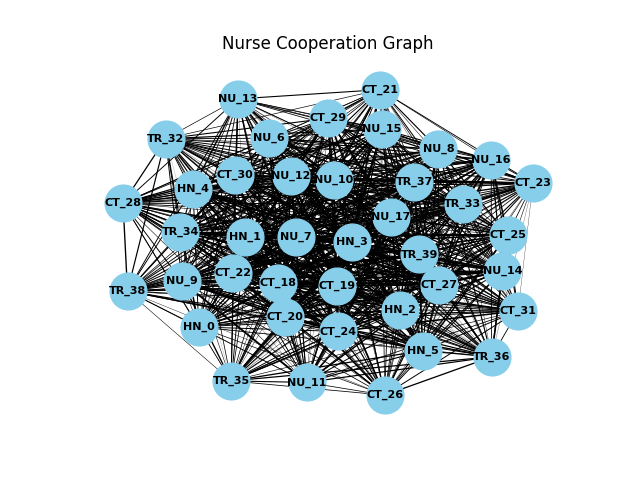 Nurse Cooperation Graph
CT_21
NU_13
CT_29
NU_15
TR_32
NU_6
NU_8
NU_16
CT_30
NU_12
NU_10
TR_37
CT_23
HN_4
CT_28
TR_33
NU_17
TR_34
HN_1
NU_7
HN_3
CT_25
TR_39
NU_14
CT_22
NU_9
CT_18
CT_19
CT_27
TR_38
HN_2
CT_31
CT_20
HN_0
CT_24
HN_5
TR_36
TR_35
NU_11
CT_26